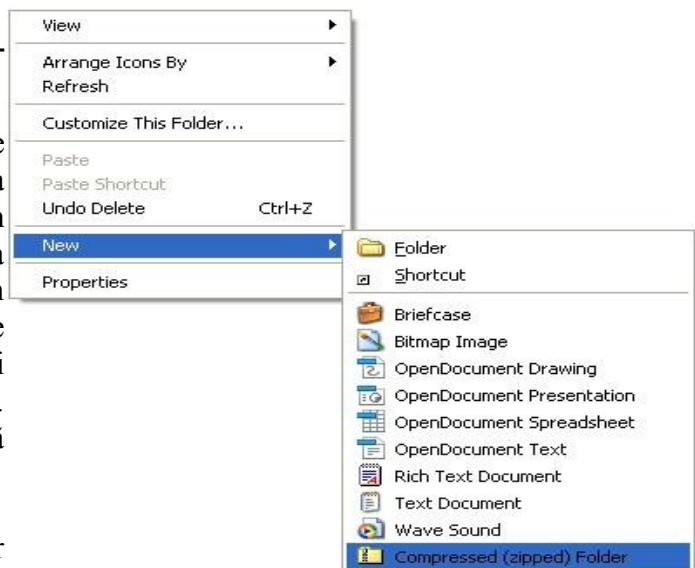 View
Arrange Icons By
Refresh
Customize This Folder...
Paste
Paste Shortcut
Undo Delete Ctrl+Z
New
Properties
Folder
Shortcut
Briefcase
Bitmap Image
OpenDocument Drawing
OpenDocument Presentation
OpenDocument Spreadsheet
OpenDocument Text
Rich Text Document
Text Document
Wave Sound
Compressed (zipped) Folder